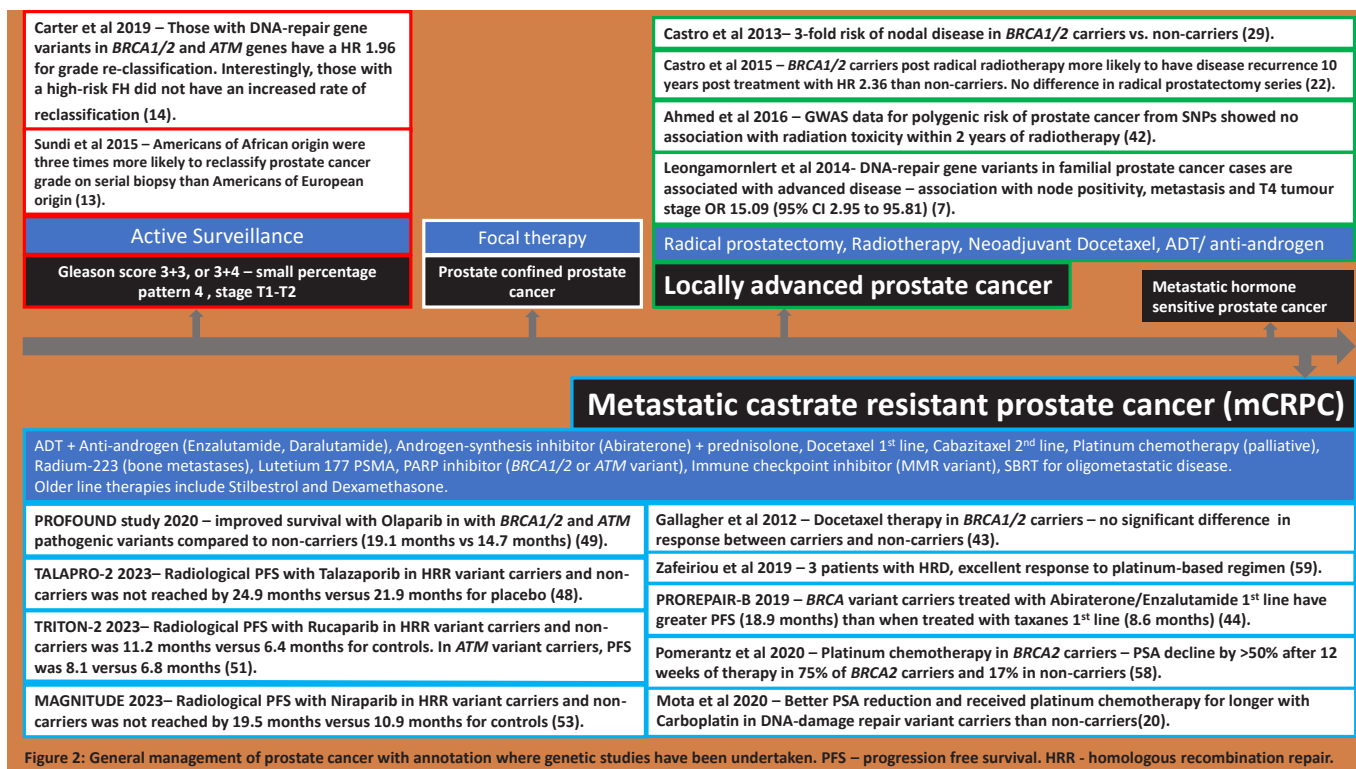 Carter et al 2019 – Those with DNA-repair gene
variants in BRCA1/2 and ATM genes have a HR 1.96
for grade re-classification. Interestingly, those with
a high-risk FH did not have an increased rate of
reclassification (14).
Sundi et al 2015 – Americans of African origin were
three times more likely to reclassify prostate cancer
grade on serial biopsy than Americans of European
origin (13).
Active Surveillance
Gleason score 3+3, or 3+4 – small percentage
pattern 4 , stage T1-T2
Focal therapy
Prostate confined prostate
cancer
Castro et al 2013– 3-fold risk of nodal disease in BRCA1/2 carriers vs. non-carriers (29).
Castro et al 2015 – BRCA1/2 carriers post radical radiotherapy more likely to have disease recurrence 10
years post treatment with HR 2.36 than non-carriers. No difference in radical prostatectomy series (22).
Ahmed et al 2016 – GWAS data for polygenic risk of prostate cancer from SNPs showed no
association with radiation toxicity within 2 years of radiotherapy (42).
Leongamornlert et al 2014- DNA-repair gene variants in familial prostate cancer cases are
associated with advanced disease – association with node positivity, metastasis and T4 tumour
stage OR 15.09 (95% CI 2.95 to 95.81) (7).
Radical prostatectomy, Radiotherapy, Neoadjuvant Docetaxel, ADT/ anti-androgen
Locally advanced prostate cancer
Metastatic hormone
sensitive prostate cancer
Metastatic castrate resistant prostate cancer (mCRPC)
ADT + Anti-androgen (Enzalutamide, Daralutamide), Androgen-synthesis inhibitor (Abiraterone) + prednisolone, Docetaxel 1st line, Cabazitaxel 2nd line, Platinum chemotherapy (palliative),
Radium-223 (bone metastases), Lutetium 177 PSMA, PARP inhibitor (BRCA1/2 or ATM variant), Immune checkpoint inhibitor (MMR variant), SBRT for oligometastatic disease.
Older line therapies include Stilbestrol and Dexamethasone.
PROFOUND study 2020 – improved survival with Olaparib in with BRCA1/2 and ATM
pathogenic variants compared to non-carriers (19.1 months vs 14.7 months) (49).
TALAPRO-2 2023– Radiological PFS with Talazaporib in HRR variant carriers and non-
carriers was not reached by 24.9 months versus 21.9 months for placebo (48).
TRITON-2 2023– Radiological PFS with Rucaparib in HRR variant carriers and non-
carriers was 11.2 months versus 6.4 months for controls. In ATM variant carriers, PFS
was 8.1 versus 6.8 months (51).
MAGNITUDE 2023– Radiological PFS with Niraparib in HRR variant carriers and non-
carriers was not reached by 19.5 months versus 10.9 months for controls (53).
Gallagher et al 2012 – Docetaxel therapy in BRCA1/2 carriers – no significant difference in
response between carriers and non-carriers (43).
Zafeiriou et al 2019 – 3 patients with HRD, excellent response to platinum-based regimen (59).
PROREPAIR-B 2019 – BRCA variant carriers treated with Abiraterone/Enzalutamide 1st line have
greater PFS (18.9 months) than when treated with taxanes 1st line (8.6 months) (44).
Pomerantz et al 2020 – Platinum chemotherapy in BRCA2 carriers – PSA decline by >50% after 12
weeks of therapy in 75% of BRCA2 carriers and 17% in non-carriers (58).
Mota et al 2020 – Better PSA reduction and received platinum chemotherapy for longer with
Carboplatin in DNA-damage repair variant carriers than non-carriers(20).
Figure 2: General management of prostate cancer with annotation where genetic studies have been undertaken. PFS – progression free survival. HRR - homologous recombination repair.